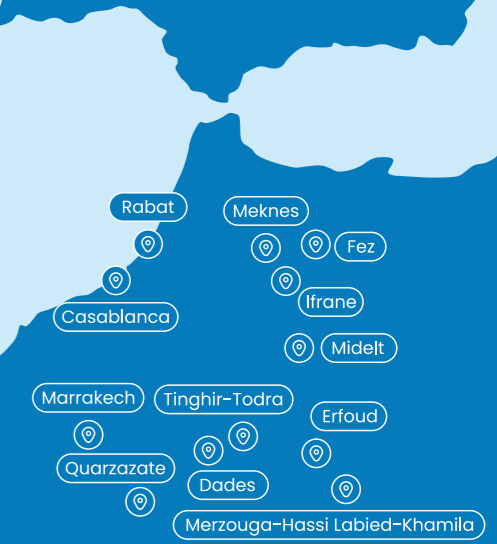 Rabat
Meknes
Fez
Ifrane
Casablanca
Midelt
Marrakech
Tinghir-Todra
Erfoud
Quarzazate
Dades
Merzouga-Hassi Labied-Khamila